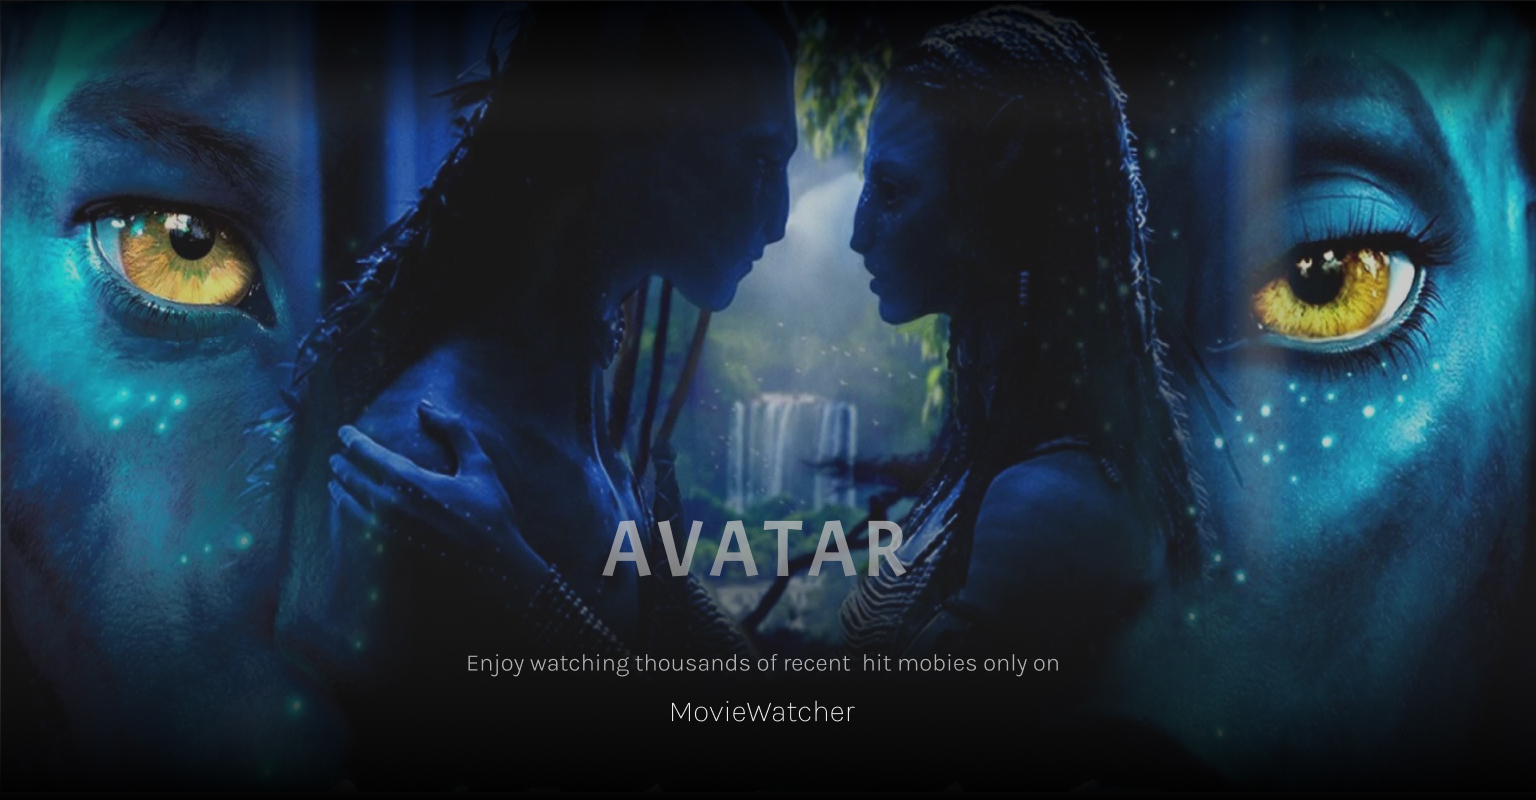 AVATAR
Enjoy watching thousands of recent  hit mobies only on
MovieWatcher